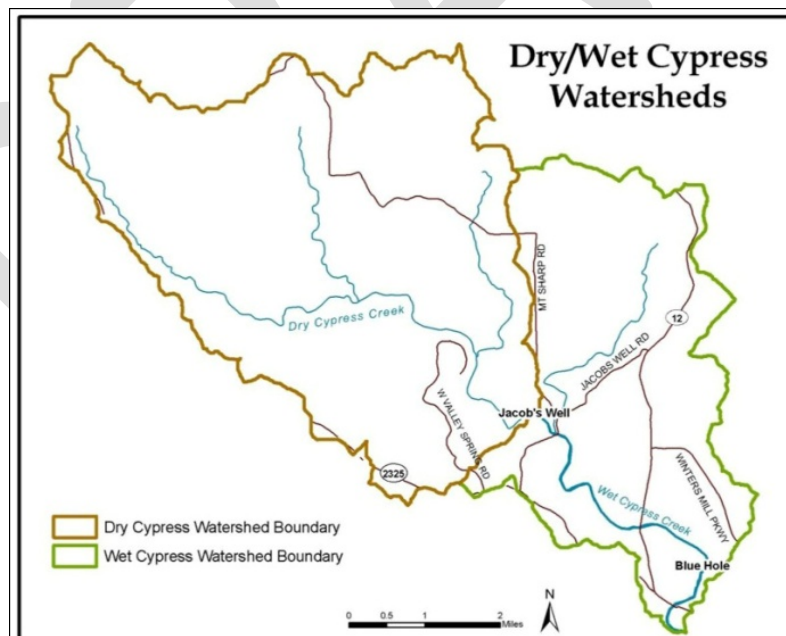 Dry/Wet Cypress
Watersheds
MT SHARP RD
12
Dry Cypress Creek
JACOBS WELL RD
Jacob's Well
W VALLEY SPRING RD
2325
WINTERS MILL PKWY
Wet Cypress Creek
Blue Hole
Dry Cypress Watershed Boundary
Wet Cypress Watershed Boundary
N
0 0.5 1 2
Miles